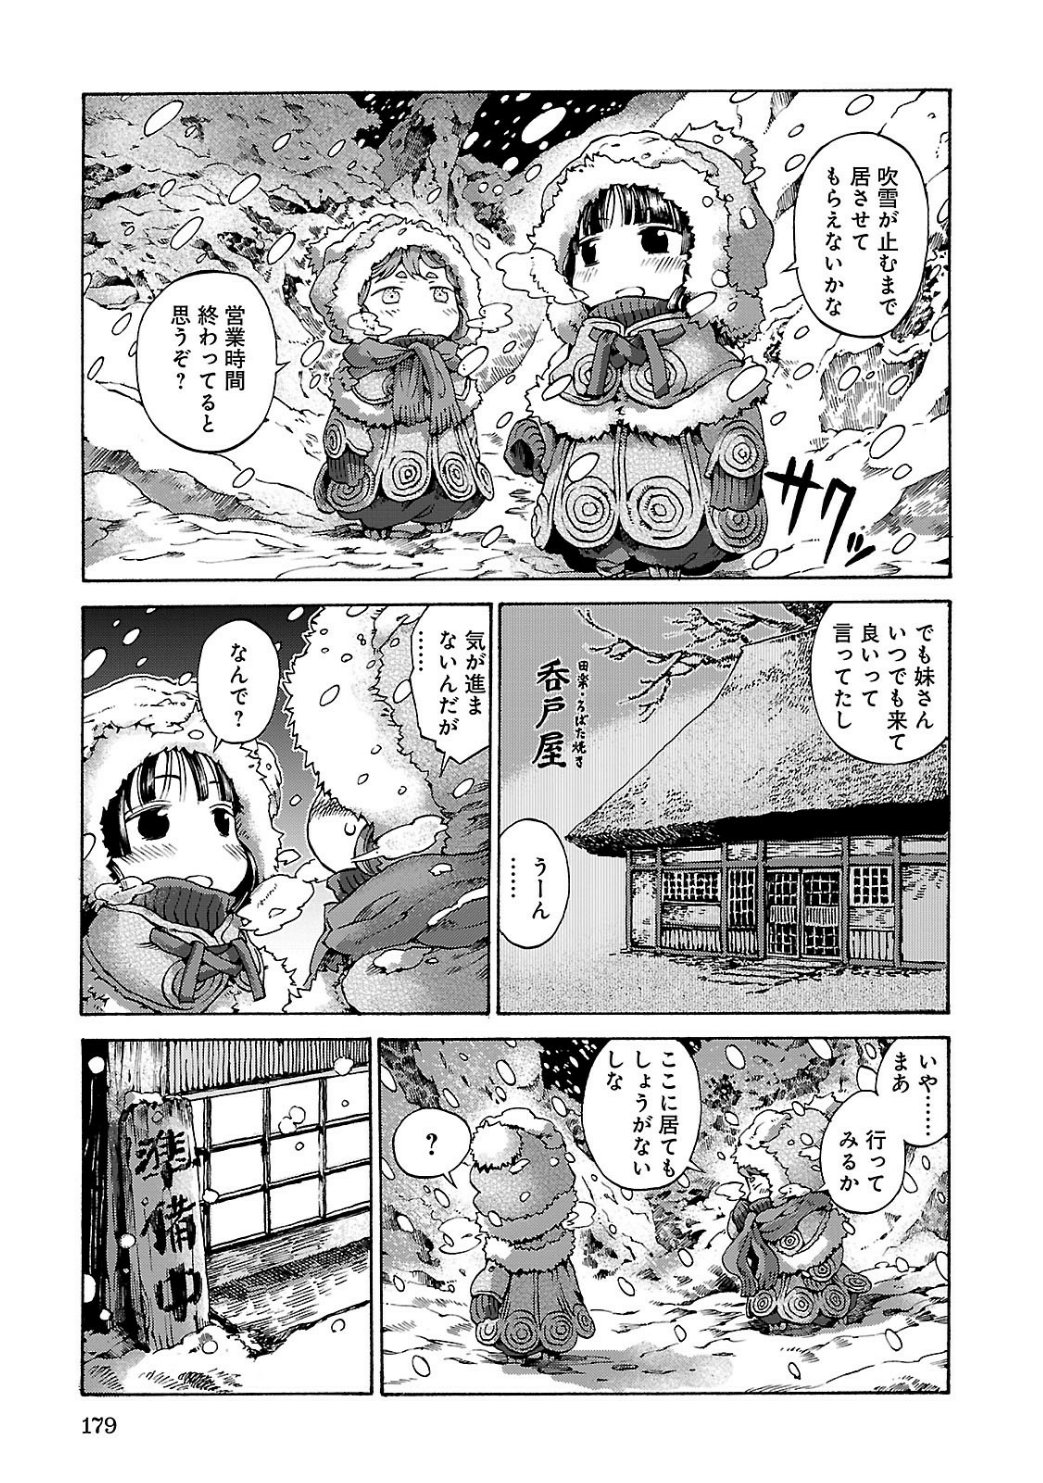 吹雪が止むまで
居させて
もらえないかな
営業時間
終わってると
思うぞ?
ザクッ
でも妹さん
いつでも来て
良いって
言ってたし
田楽・ろばた焼き
呑戸屋
うーん
……
気が進ま
ないんだが
……
なんで?
いや……
まあ
行って
みるか
ここに居ても
しょうがない
しな
?
準備中
179